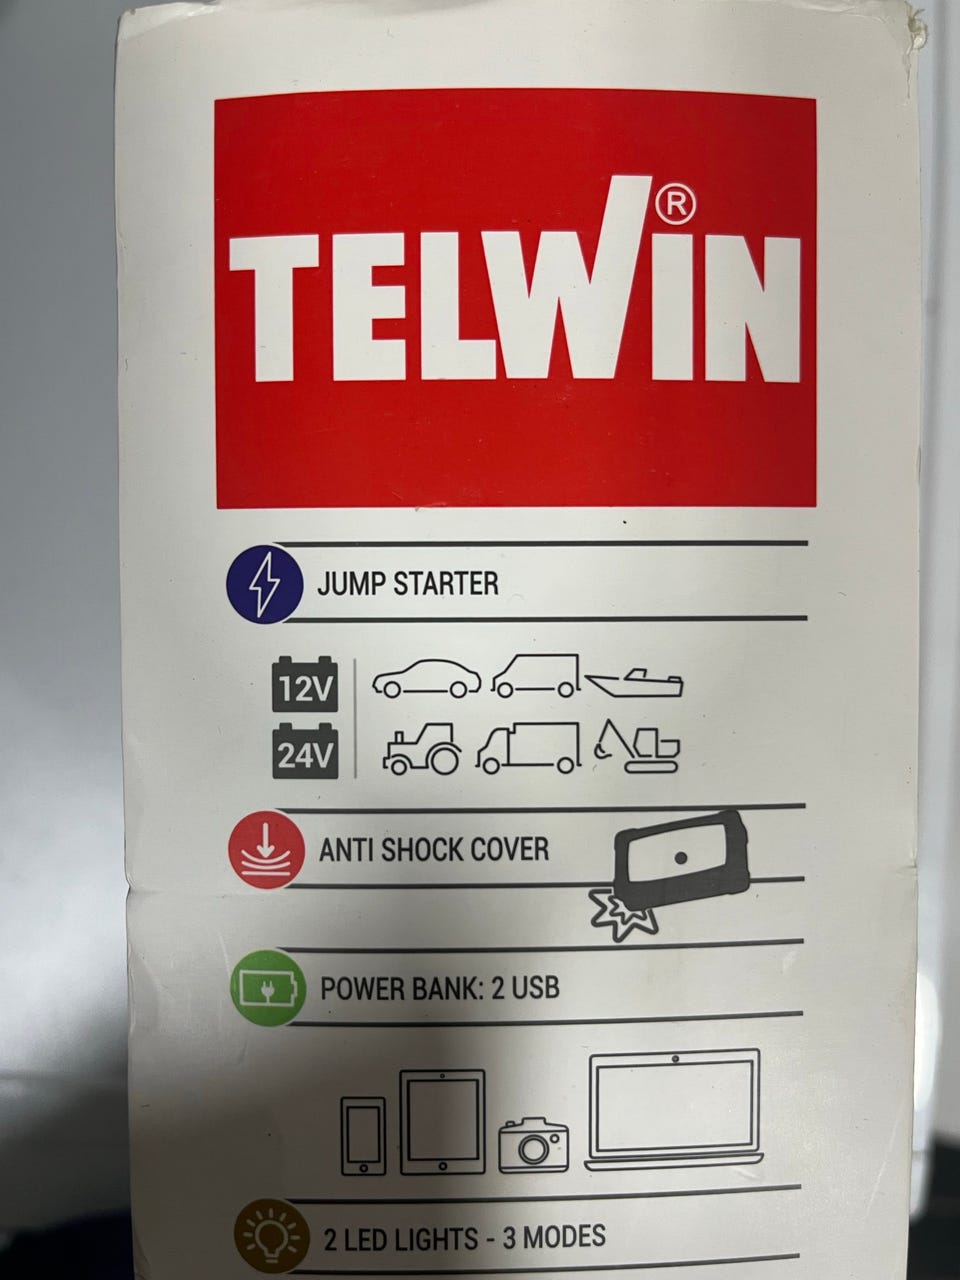 TELWIN®
JUMP STARTER
12V
24V
ANTI SHOCK COVER
POWER BANK: 2 USB
2 LED LIGHTS - 3 MODES